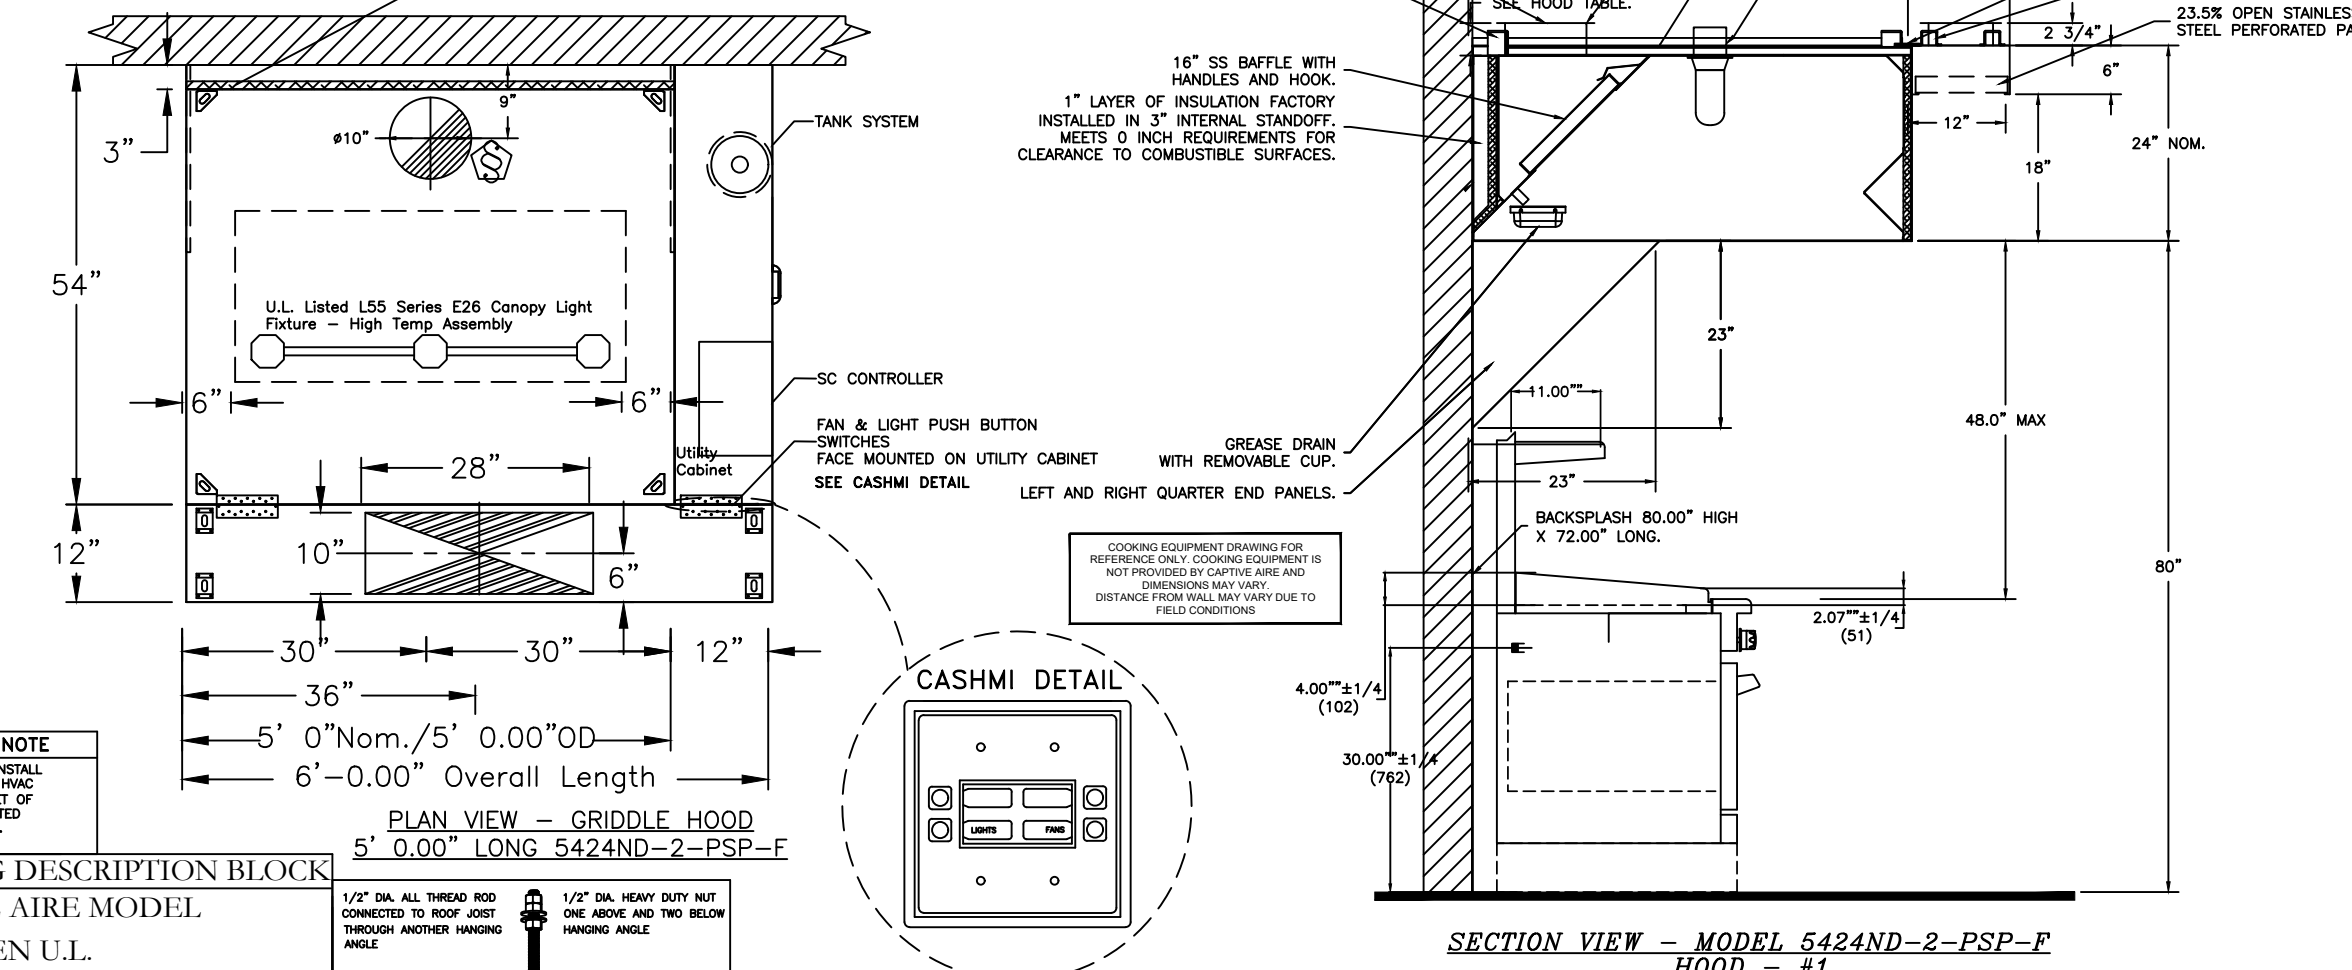 3”
54”
12”
9”
ø10”
U.L. Listed L55 Series E26 Canopy Light
Fixture – High Temp Assembly
6”
6”
28”
10”
6”
Utility
Cabinet
TANK SYSTEM
SC CONTROLLER
FAN & LIGHT PUSH BUTTON
SWITCHES
FACE MOUNTED ON UTILITY CABINET
SEE CASHMI DETAIL
30”
30”
12”
36”
5’ 0”Nom./5’ 0.00”OD
6’–0.00” Overall Length
PLAN VIEW – GRIDDLE HOOD
5’ 0.00” LONG 5424ND–2–PSP–F
NOTE
NSTALL
HVAC
T OF
TED
DESCRIPTION BLOCK
AIRE MODEL
EN U.L.
1/2” DIA. ALL THREAD ROD
CONNECTED TO ROOF JOIST
THROUGH ANOTHER HANGING
ANGLE
1/2” DIA. HEAVY DUTY NUT
ONE ABOVE AND TWO BELOW
HANGING ANGLE
CASHMI DETAIL
LIGHTS
FANS
SEE HOOD TABLE.
16” SS BAFFLE WITH
HANDLES AND HOOK.
1” LAYER OF INSULATION FACTORY
INSTALLED IN 3” INTERNAL STANDOFF.
MEETS 0 INCH REQUIREMENTS FOR
CLEARANCE TO COMBUSTIBLE SURFACES.
GREASE DRAIN
WITH REMOVABLE CUP.
LEFT AND RIGHT QUARTER END PANELS.
COOKING EQUIPMENT DRAWING FOR
REFERENCE ONLY. COOKING EQUIPMENT IS
NOT PROVIDED BY CAPTIVE AIRE AND
DIMENSIONS MAY VARY.
DISTANCE FROM WALL MAY VARY DUE TO
FIELD CONDITIONS
23.5% OPEN STAINLES
STEEL PERFORATED PA
2 3/4”
6”
12”
18”
24” NOM.
23”
11.00””
23”
48.0” MAX
80”
BACKSPLASH 80.00” HIGH
X 72.00” LONG.
2.07””±1/4
(51)
4.00””±1/4
(102)
30.00””±1/4
(762)
SECTION VIEW – MODEL 5424ND–2–PSP–F
HOOD – #1